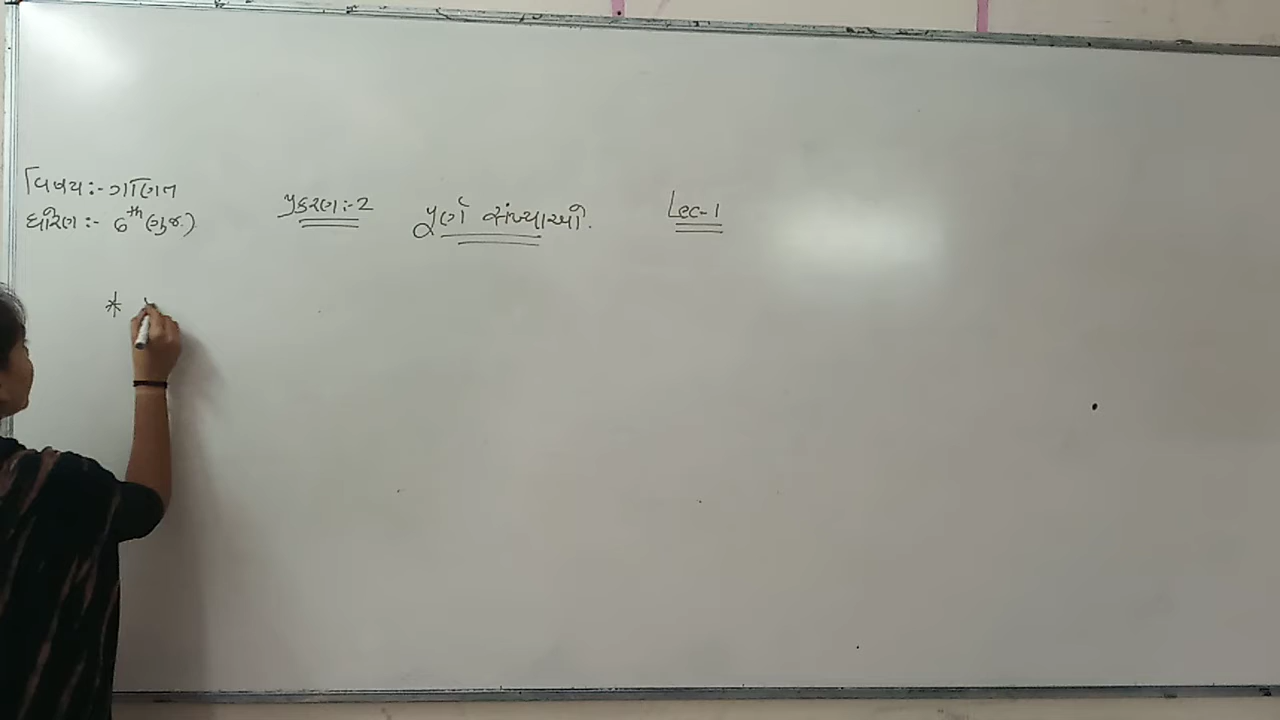 વિષય:- ગણિત
ધોરણ:- 6th (ગુજ.)
પ્રકરણ:-2
પુર્ણ સંખ્યાઓ.
Lec-1
*